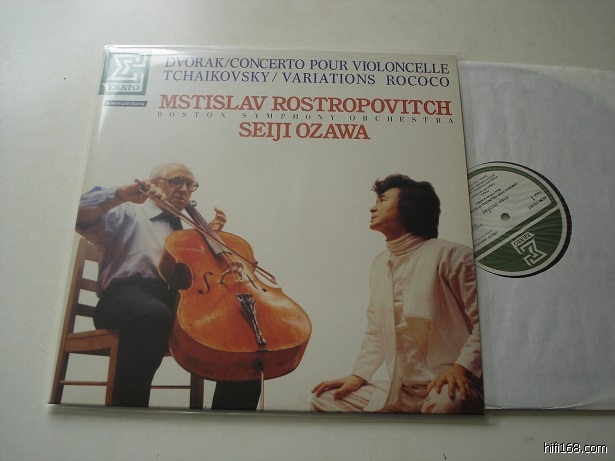 DVORAK/CONCERTO POUR VIOLONCELLE
TCHAIKOVSKY/VARIATIONS ROCOCO
ERATO
MSTISLAV ROSTROPOVITCH
BOSTON SYMPHONY ORCHESTRA
SEIJI OZAWA
ERATO
hifi168.com